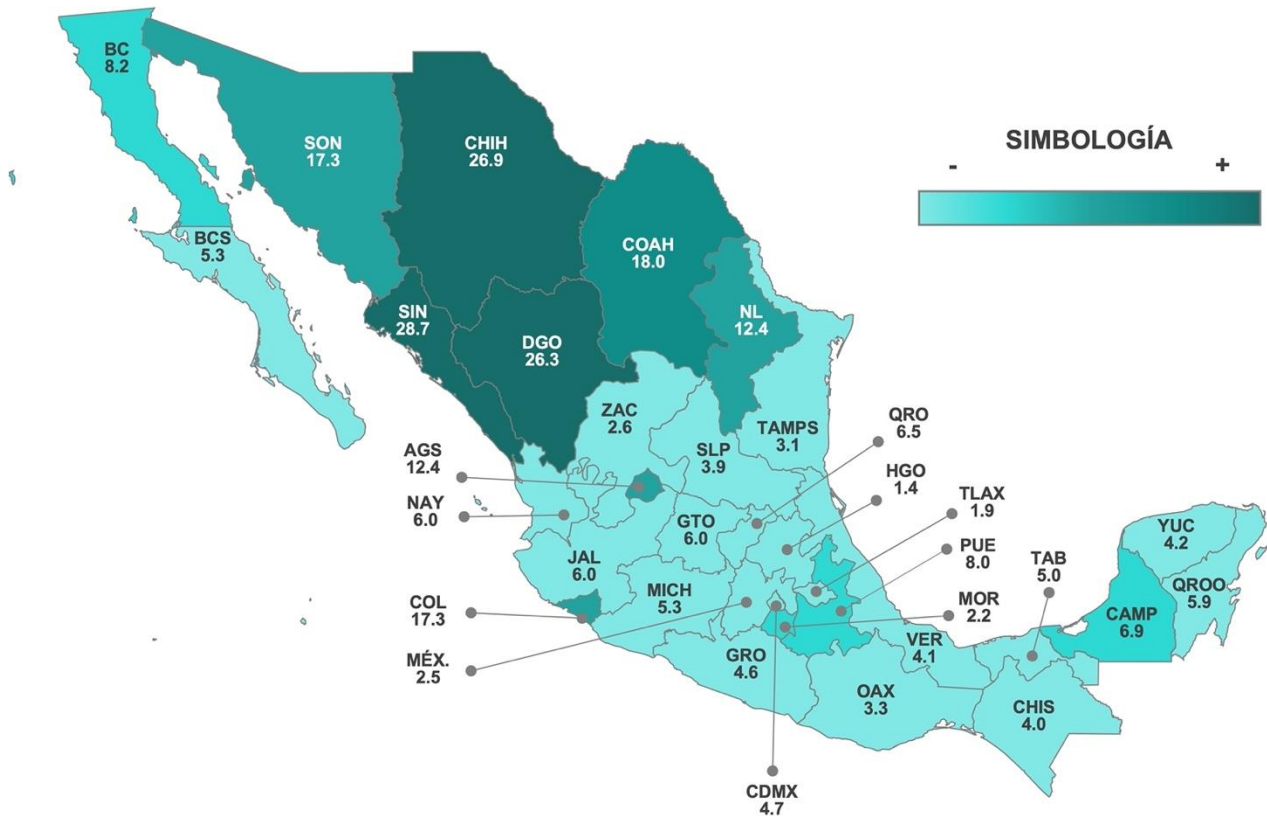 BC
8.2
SON
17.3
CHIH
26.9
SIMBOLOGÍA
-
+
BCS
5.3
COAH
18.0
SIN
28.7
NL
12.4
DGO
26.3
ZAC
2.6
TAMPS
3.1
QRO
6.5
AGS
12.4
SLP
3.9
HGO
1.4
TLAX
1.9
NAY
6.0
GTO
6.0
PUE
8.0
TAB
5.0
YUC
4.2
JAL
6.0
MICH
5.3
MOR
2.2
QROO
5.9
COL
17.3
CAMP
6.9
MÉX.
2.5
GRO
4.6
VER
4.1
OAX
3.3
CHIS
4.0
CDMX
4.7